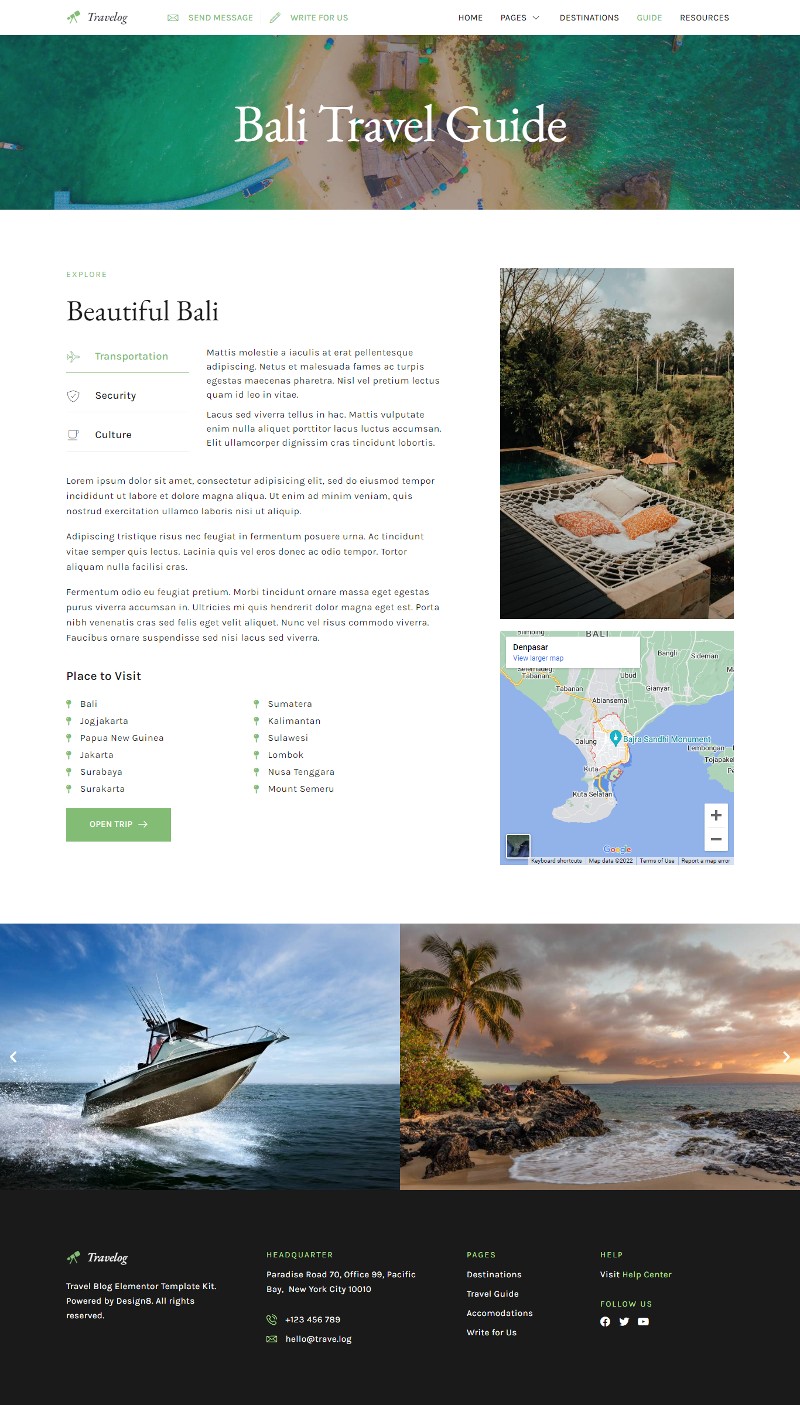 Travelog
SEND MESSAGE
WRITE FOR US
HOME
PAGES
DESTINATIONS
GUIDE
RESOURCES
Bali Travel Guide
EXPLORE
Beautiful Bali
Transportation
Security
Culture
Mattis molestie a iaculis at erat pellentesque
adipiscing. Netus et malesuada fames ac turpis
egestas maecenas pharetra. Nisl vel pretium lectus
quam id leo in vitae.
Lacus sed viverra tellus in hac. Mattis vulputate
enim nulla aliquet porttitor lacus luctus accumsan.
Elit ullamcorper dignissim cras tincidunt lobortis.
Lorem ipsum dolor sit amet, consectetur adipisicing elit, sed do eiusmod tempor
incididunt ut labore et dolore magna aliqua. Ut enim ad minim veniam, quis
nostrud exercitation ullamco laboris nisi ut aliquip.
Adipiscing tristique risus nec feugiat in fermentum posuere urna. Ac tincidunt
vitae semper quis lectus. Lacinia quis vel eros donec ac odio tempor. Tortor
aliquam nulla facilisi cras.
Fermentum odio eu feugiat pretium. Morbi tincidunt ornare massa eget egestas
purus viverra accumsan in. Ultricies mi quis hendrerit dolor magna eget est. Porta
nibh venenatis cras sed felis eget velit aliquet. Nunc vel risus commodo viverra.
Faucibus ornare suspendisse sed nisi lacus sed viverra.
Place to Visit
Bali
Jogjakarta
Papua New Guinea
Jakarta
Surabaya
Surakarta
Sumatera
Kalimantan
Sulawesi
Lombok
Nusa Tenggara
Mount Semeru
OPEN TRIP
BALI
Denpasar
View larger map
Bangli
Sideman
Tabanan
Ubud
Tabanan
Gianyar
Abiansemal
Dalung
Bajra Sandhi Monument
Lembongan
Kuta
Kuta Selatan
Google
Keyboard shortcuts
Map data ©2022
Terms of Use
Report a map error
Travelog
Travel Blog Elementor Template Kit.
Powered by Design8. All rights
reserved.
HEADQUARTER
Paradise Road 70, Office 99, Pacific
Bay, New York City 10010
+123 456 789
hello@trave.log
PAGES
Destinations
Travel Guide
Accomodations
Write for Us
HELP
Visit Help Center
FOLLOW US